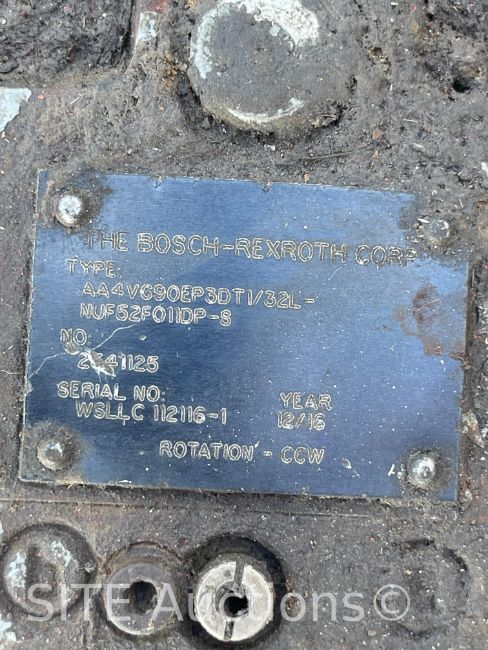 THE BOSCH-REXROTH CORP
TYPE:
AA4VG90EP3DT1/32L-
NUF52F011DP-S
NO:
SERIAL NO: YEAR
WSLLC 112116-1 12/16
ROTATION - CCW
SITE Auctions©